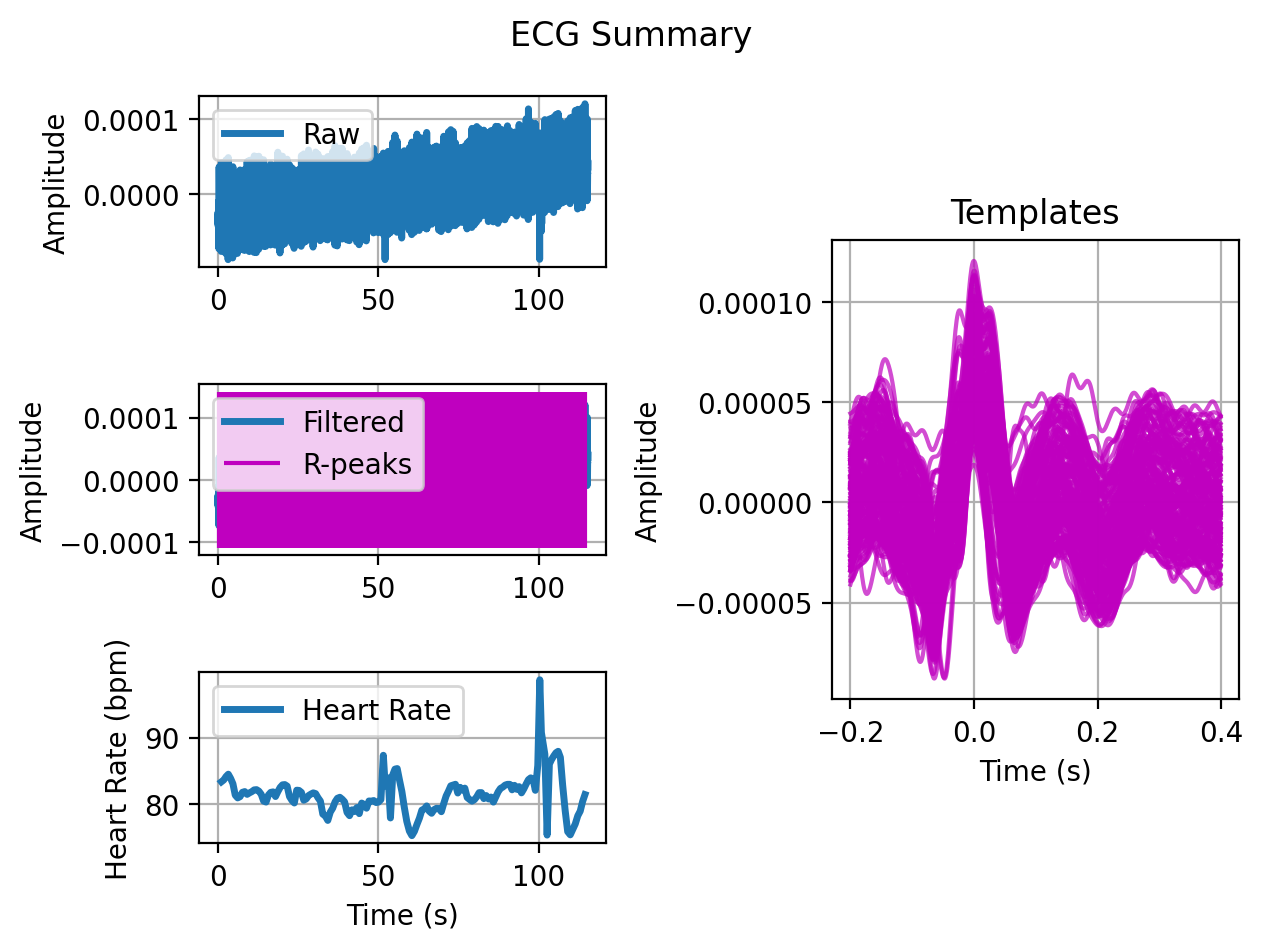 ECG Summary
Amplitude
0.0001
0.0000
Raw
0
50
100
Amplitude
0.0001
0.0000
−0.0001
Filtered
R-peaks
0
50
100
Heart Rate (bpm)
90
80
Heart Rate
0
50
100
Time (s)
Templates
Amplitude
0.00010
0.00005
0.00000
−0.00005
−0.2
0.0
0.2
0.4
Time (s)